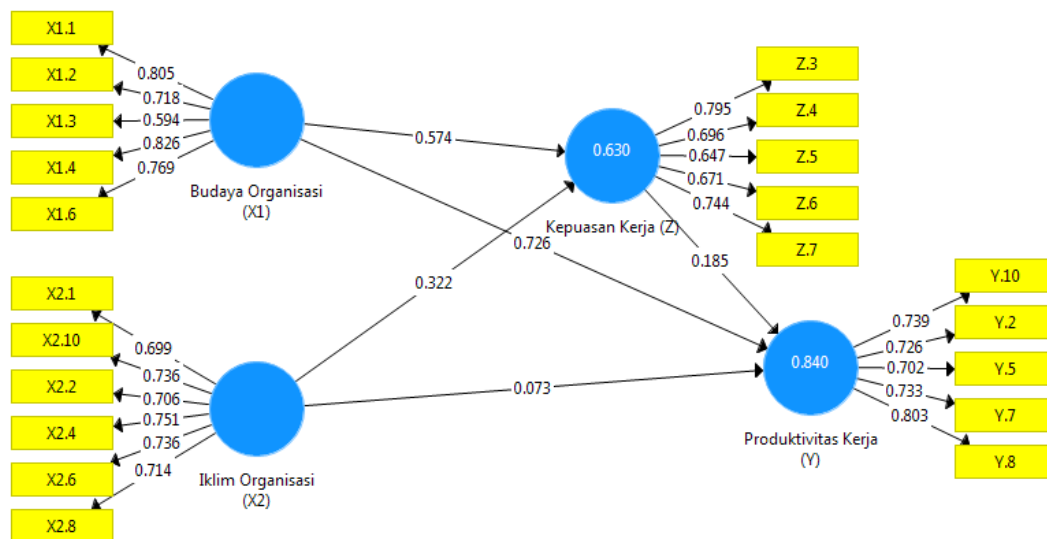 X1.1
X1.2
X1.3
X1.4
X1.6
0.805
0.718
0.594
0.826
0.769
Budaya Organisasi
(X1)
0.574
0.726
0.630
Kepuasan Kerja (Z)
0.795
0.696
0.647
0.671
0.744
Z.3
Z.4
Z.5
Z.6
Z.7
0.322
0.185
X2.1
X2.10
X2.2
X2.4
X2.6
X2.8
0.699
0.736
0.706
0.751
0.736
0.714
Iklim Organisasi
(X2)
0.073
0.840
Produktivitas Kerja
(Y)
0.739
0.726
0.702
0.733
0.803
Y.10
Y.2
Y.5
Y.7
Y.8